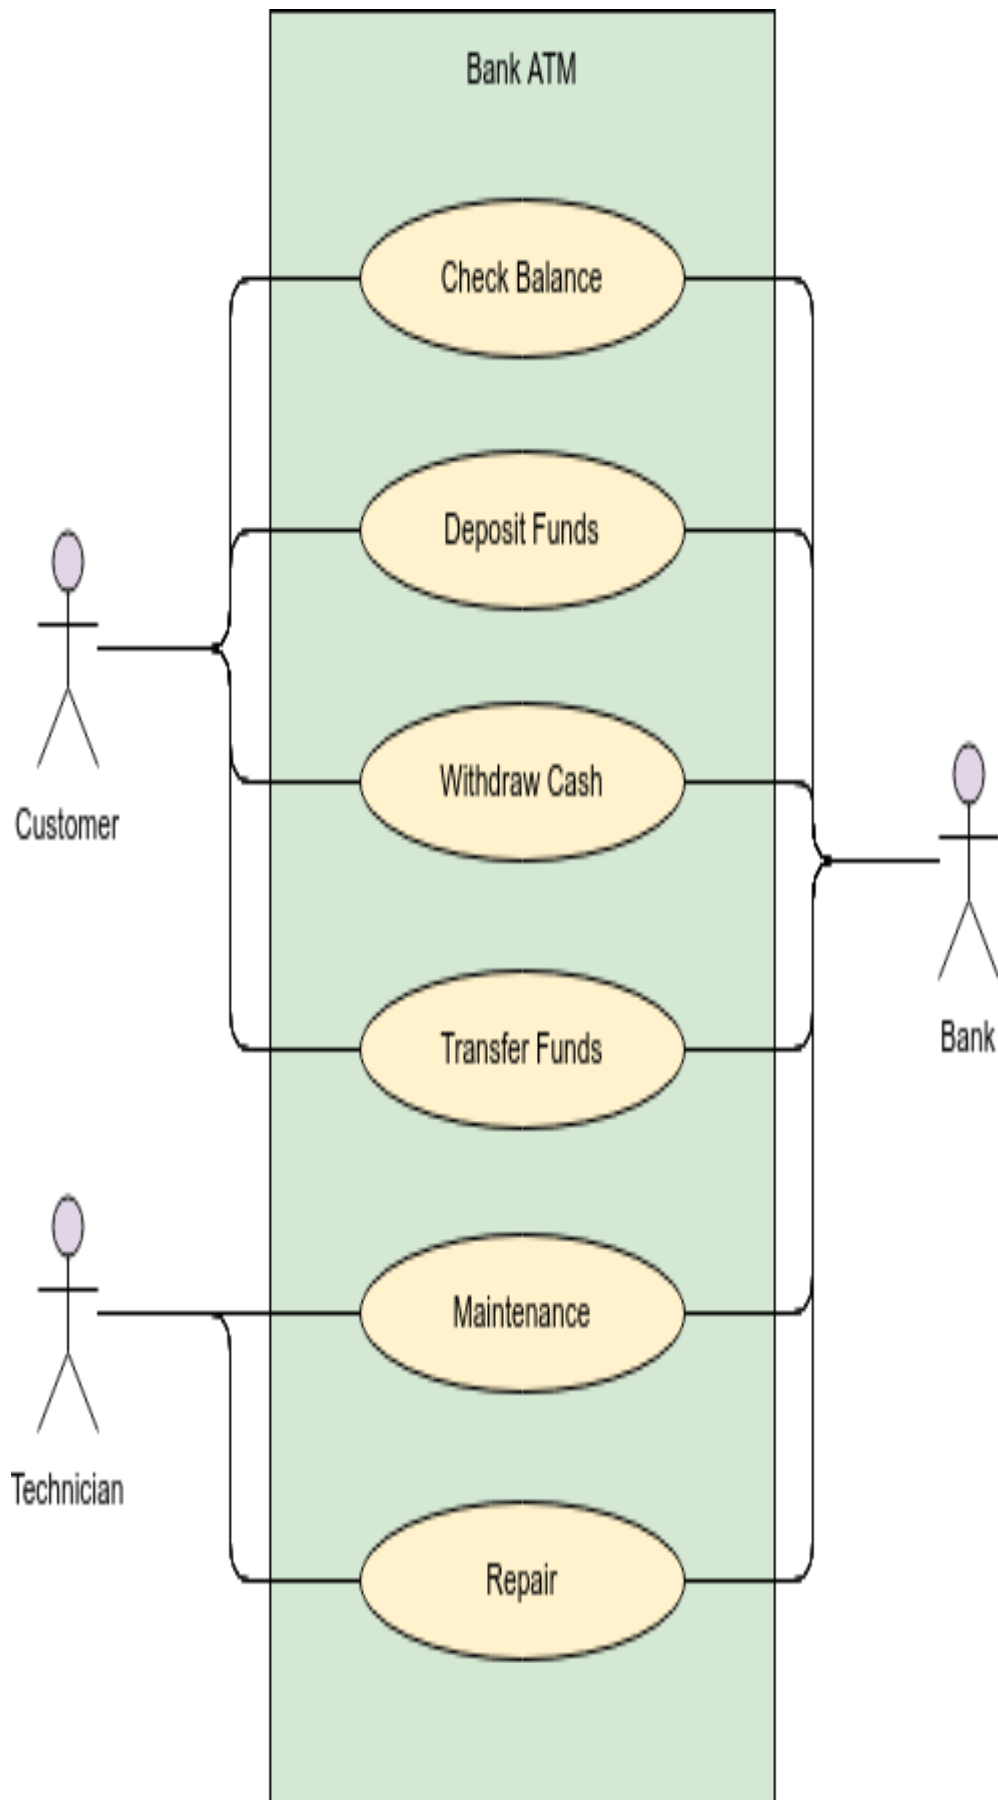 Bank ATM
Check Balance
Deposit Funds
Withdraw Cash
Customer
Bank
Transfer Funds
Maintenance
Technician
Repair